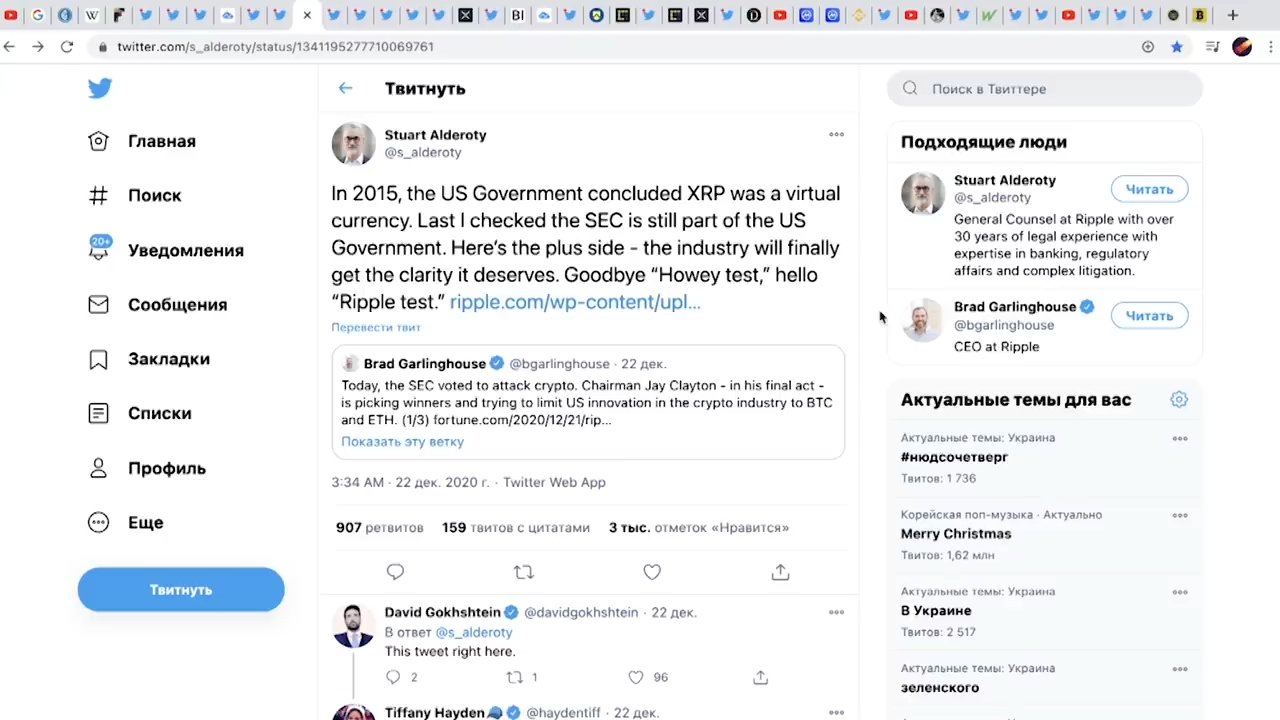 BI
W
twitter.com/s_alderoty/status/1341195277710069761
Главная
Поиск
20+
Уведомления
Сообщения
Закладки
Списки
Профиль
Еще
Твитнуть
Твитнуть
Stuart Alderoty
@s_alderoty
In 2015, the US Government concluded XRP was a virtual
currency. Last I checked the SEC is still part of the US
Government. Here's the plus side - the industry will finally
get the clarity it deserves. Goodbye “Howey test,” hello
“Ripple test.” ripple.com/wp-content/upl...
Перевести твит
Brad Garlinghouse @bgarlinghouse · 22 дек.
Today, the SEC voted to attack crypto. Chairman Jay Clayton - in his final act -
is picking winners and trying to limit US innovation in the crypto industry to BTC
and ETH. (1/3) fortune.com/2020/12/21/rip...
Показать эту ветку
3:34 AM · 22 дек. 2020 г. · Twitter Web App
907 ретвитов 159 твитов с цитатами 3 тыс. отметок «Нравится»
David Gokhshtein @davidgokhshtein · 22 дек.
В ответ @s_alderoty
This tweet right here.
2 1 96
Tiffany Hayden @haydentiff · 22 дек.
Поиск в Твиттере
Подходящие люди
Stuart Alderoty
@s_alderoty
Читать
General Counsel at Ripple with over
30 years of legal experience with
expertise in banking, regulatory
affairs and complex litigation.
Brad Garlinghouse
@bgarlinghouse
Читать
CEO at Ripple
Актуальные темы для вас
Актуальные темы: Украина
#нюдсочетверг
Твитов: 1 736
Корейская поп-музыка · Актуально
Merry Christmas
Твитов: 1,62 млн
Актуальные темы: Украина
В Украине
Твитов: 2 517
Актуальные темы: Украина
зеленского